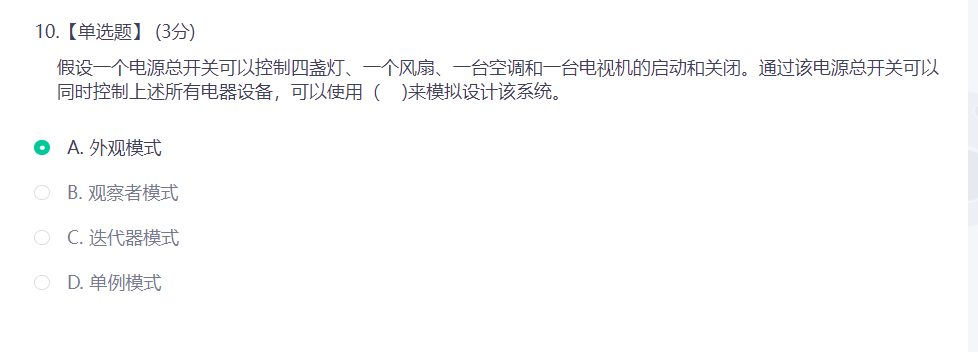 10.【单选题】 (3分)
假设一个电源总开关可以控制四盏灯、一个风扇、一台空调和一台电视机的启动和关闭。通过该电源总开关可以
同时控制上述所有电器设备，可以使用（ )来模拟设计该系统。
A. 外观模式
B. 观察者模式
C. 迭代器模式
D. 单例模式